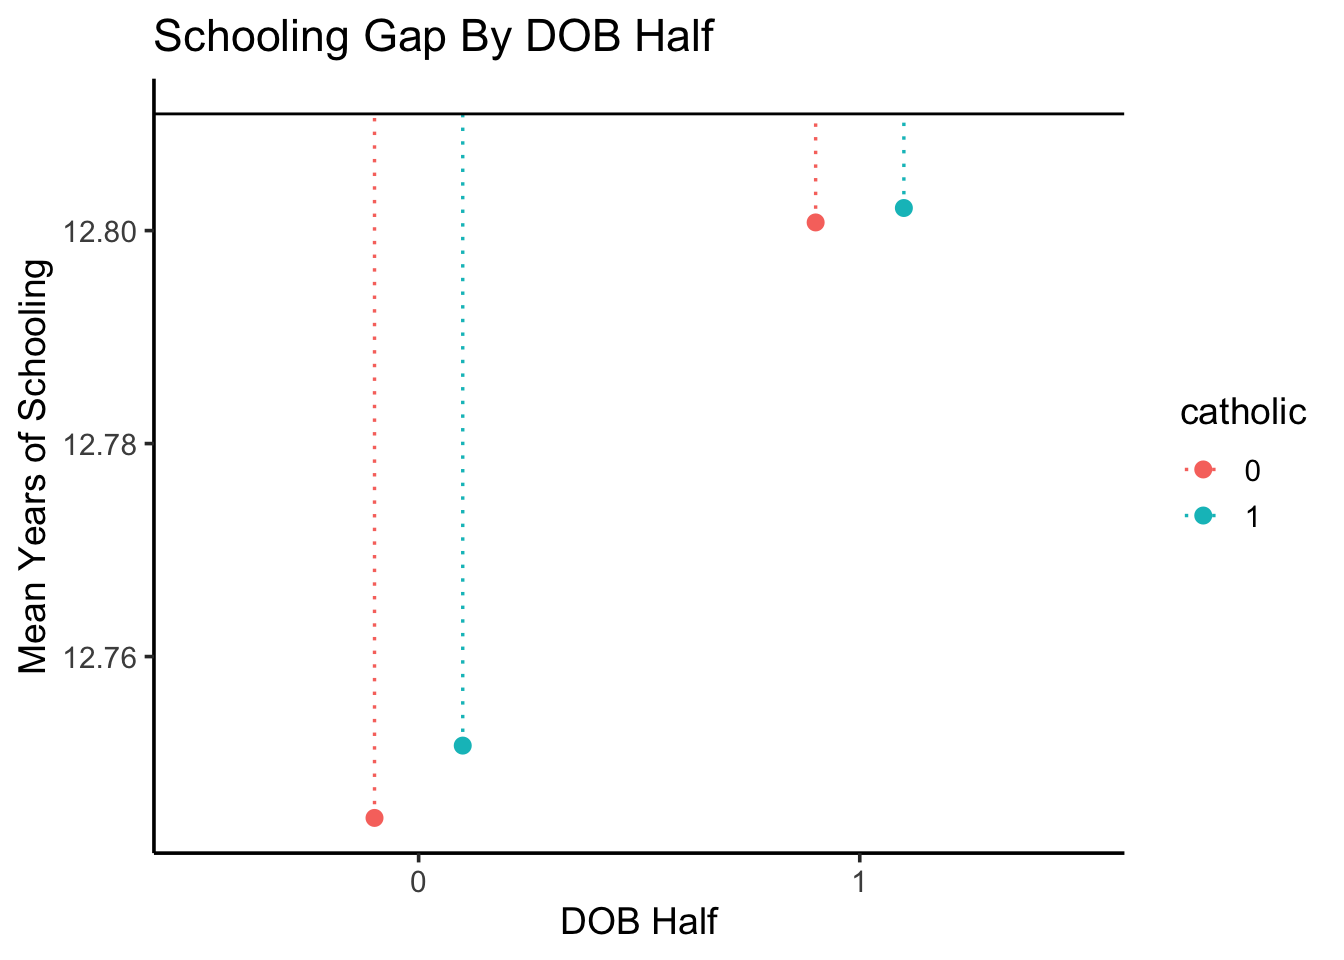 Schooling Gap By DOB Half
Mean Years of Schooling
12.80
12.78
12.76
0
1
DOB Half
catholic
0
1